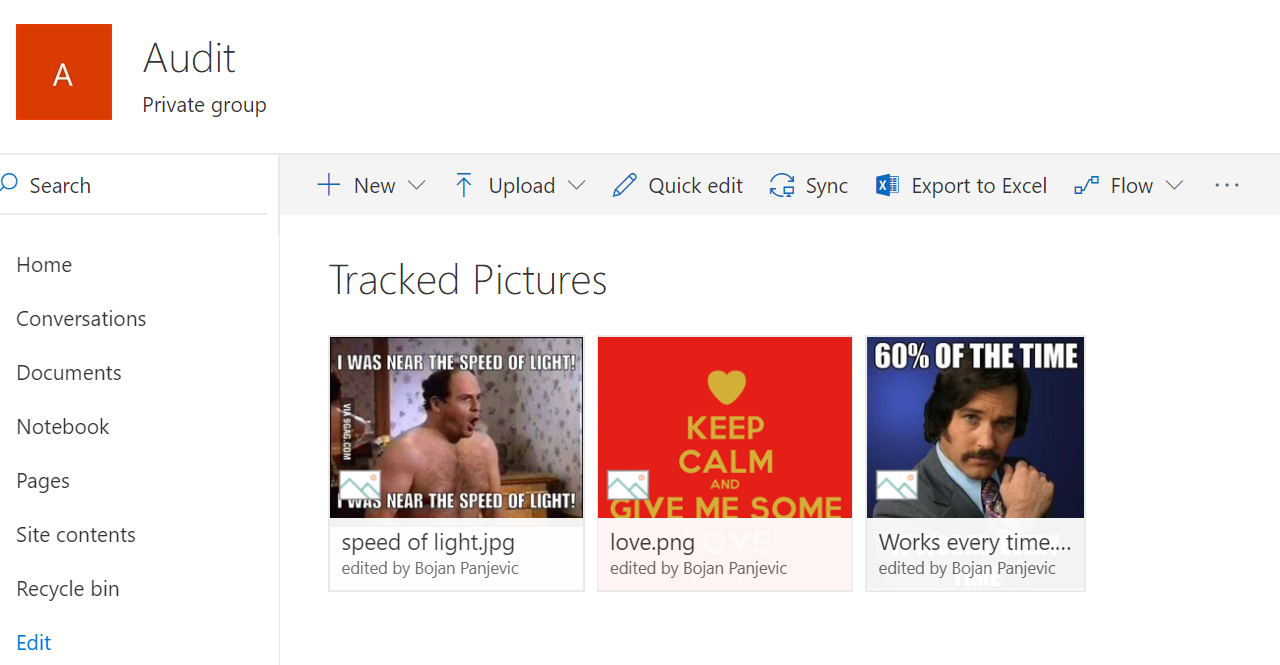 A
Audit
Private group
Search
New
Upload
Quick edit
Sync
Export to Excel
Flow
...
Home
Conversations
Documents
Notebook
Pages
Site contents
Recycle bin
Edit
Tracked Pictures
I WAS NEAR THE SPEED OF LIGHT!
VIA 9GAG.COM
I WAS NEAR THE SPEED OF LIGHT!
speed of light.jpg
edited by Bojan Panjevic
KEEP
CALM
AND
GIVE ME SOME
LOVE
love.png
edited by Bojan Panjevic
60% OF THE TIME
TIME
Works every time....
edited by Bojan Panjevic